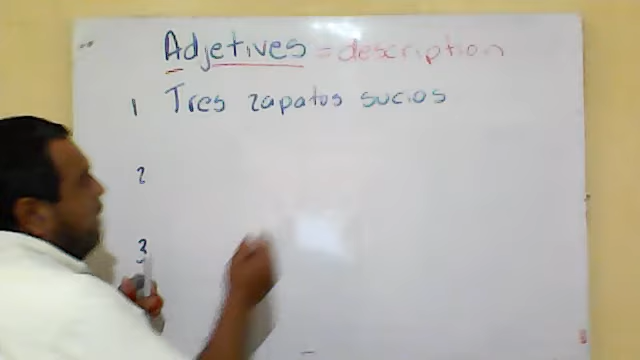 Adjetives = description
1 Tres zapatos sucios
2
3